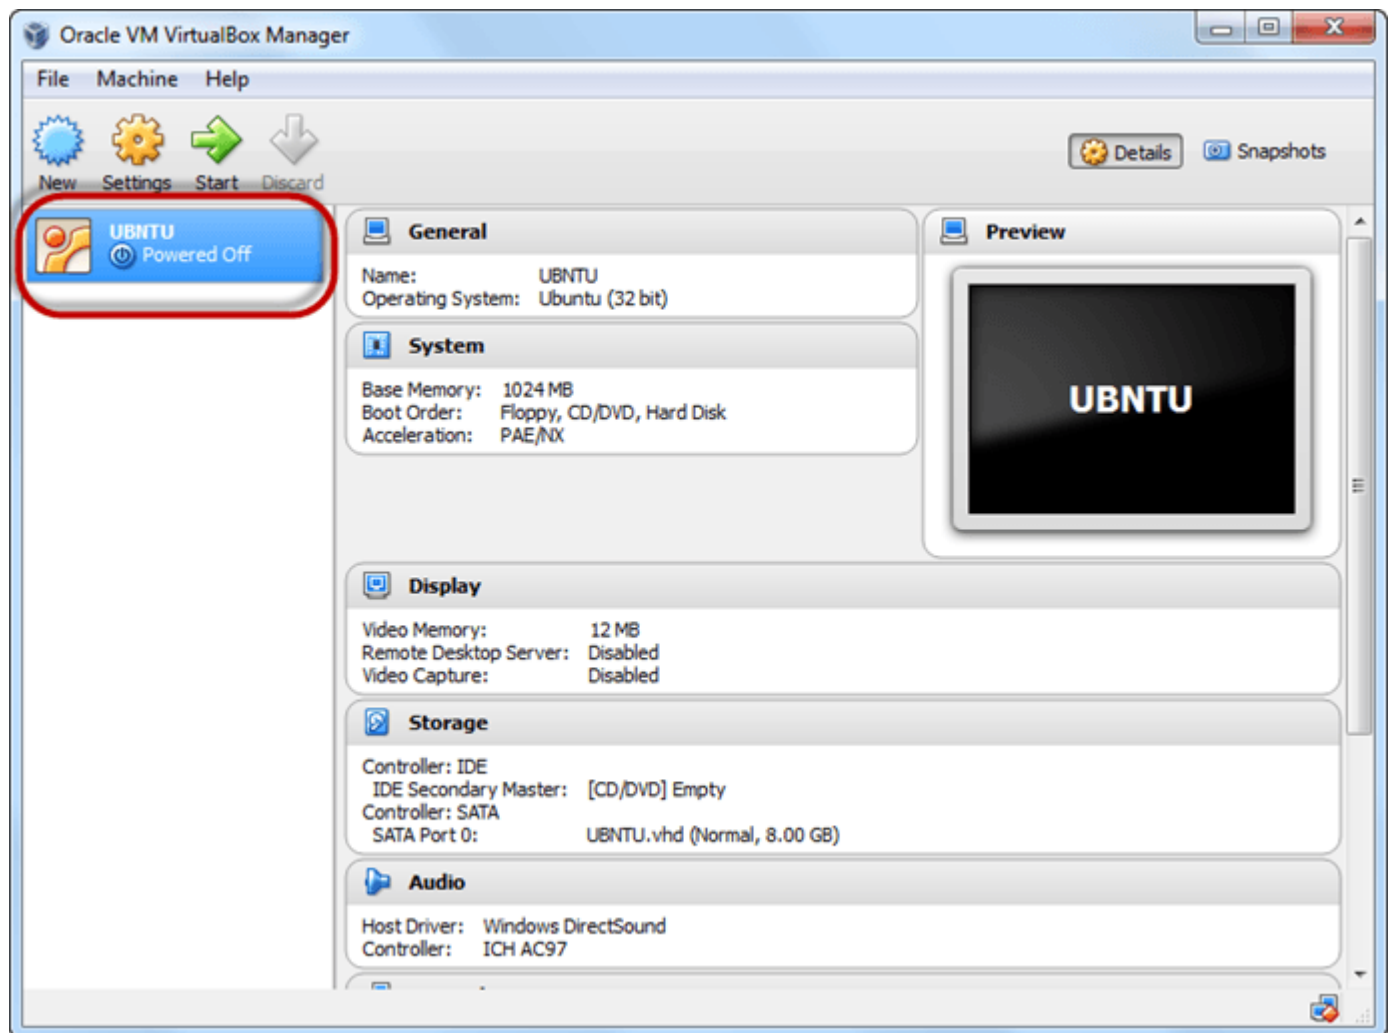 Oracle VM VirtualBox Manager
File Machine Help
New Settings Start Discard
Details Snapshots
UBNTU
Powered Off
General
Name: UBNTU
Operating System: Ubuntu (32 bit)
System
Base Memory: 1024 MB
Boot Order: Floppy, CD/DVD, Hard Disk
Acceleration: PAE/NX
Preview
UBNTU
Display
Video Memory: 12 MB
Remote Desktop Server: Disabled
Video Capture: Disabled
Storage
Controller: IDE
IDE Secondary Master: [CD/DVD] Empty
Controller: SATA
SATA Port 0: UBNTU.vhd (Normal, 8.00 GB)
Audio
Host Driver: Windows DirectSound
Controller: ICH AC97